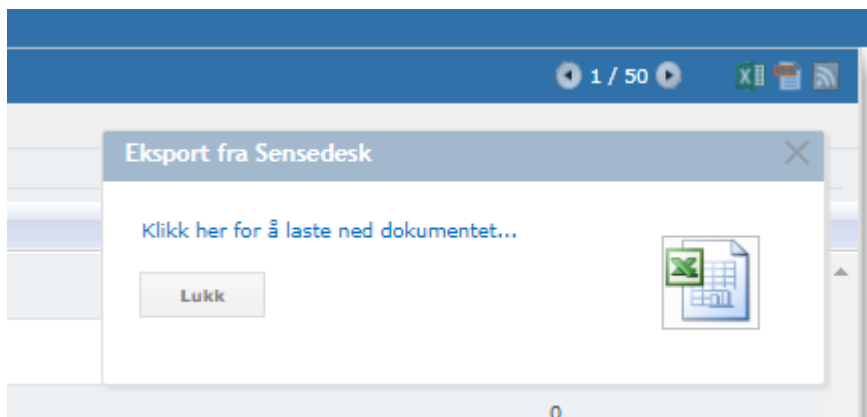 1 / 50
Eksport fra Sensedesk
Klikk her for å laste ned dokumentet...
Lukk
0